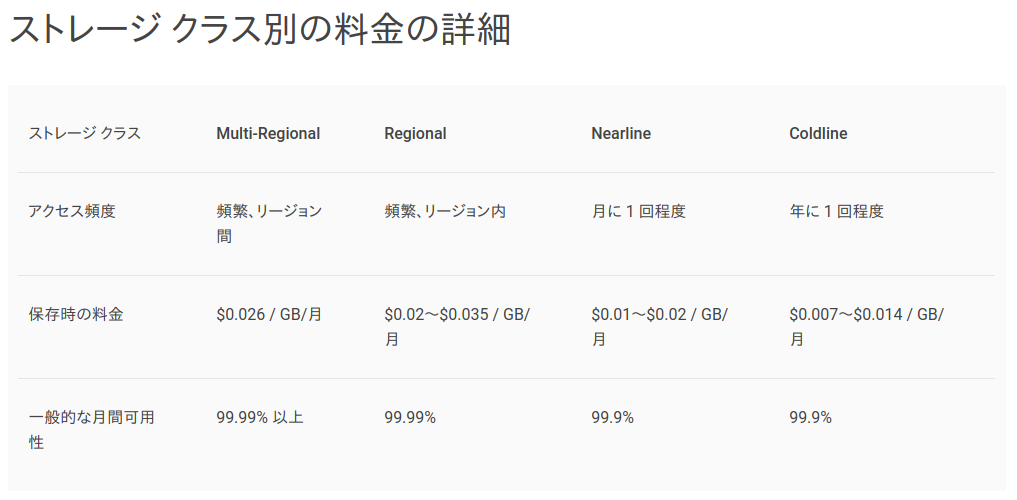 ストレージ クラス別の料金の詳細
ストレージ クラス Multi-Regional Regional Nearline Coldline
アクセス頻度 頻繁、リージョン 頻繁、リージョン内 月に 1 回程度 年に 1 回程度
間
保存時の料金 $0.026 / GB/月 $0.02～$0.035 / GB/ $0.01～$0.02 / GB/ $0.007～$0.014 / GB/
月 月 月
一般的な月間可用 99.99% 以上 99.99% 99.9% 99.9%
性